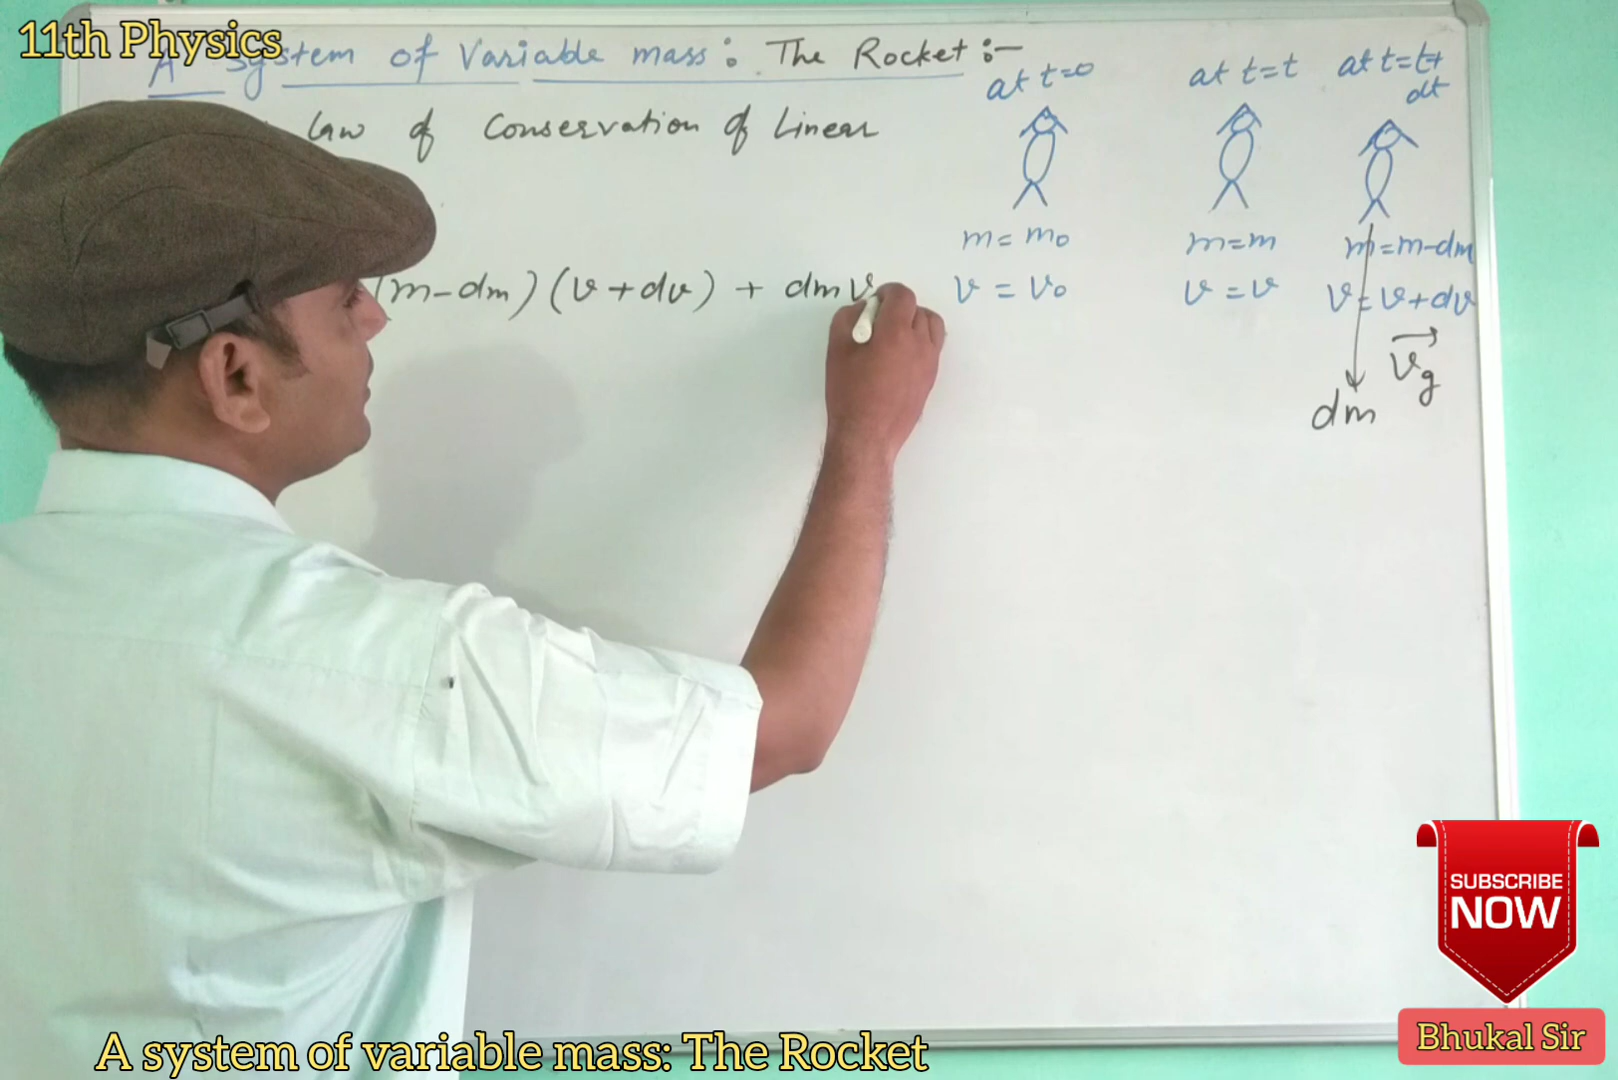 11th Physics
A System of Variable mass: The Rocket :-
law of Conservation of Linear
(m-dm) (v+dv) + dm v
at t=0
m = m₀
v = v₀
at t=t
m=m
v = v
at t=t+
dt
m=m-dm
v=v+dv
v⃗g
dm
SUBSCRIBE
NOW
Bhukal Sir
A system of variable mass: The Rocket